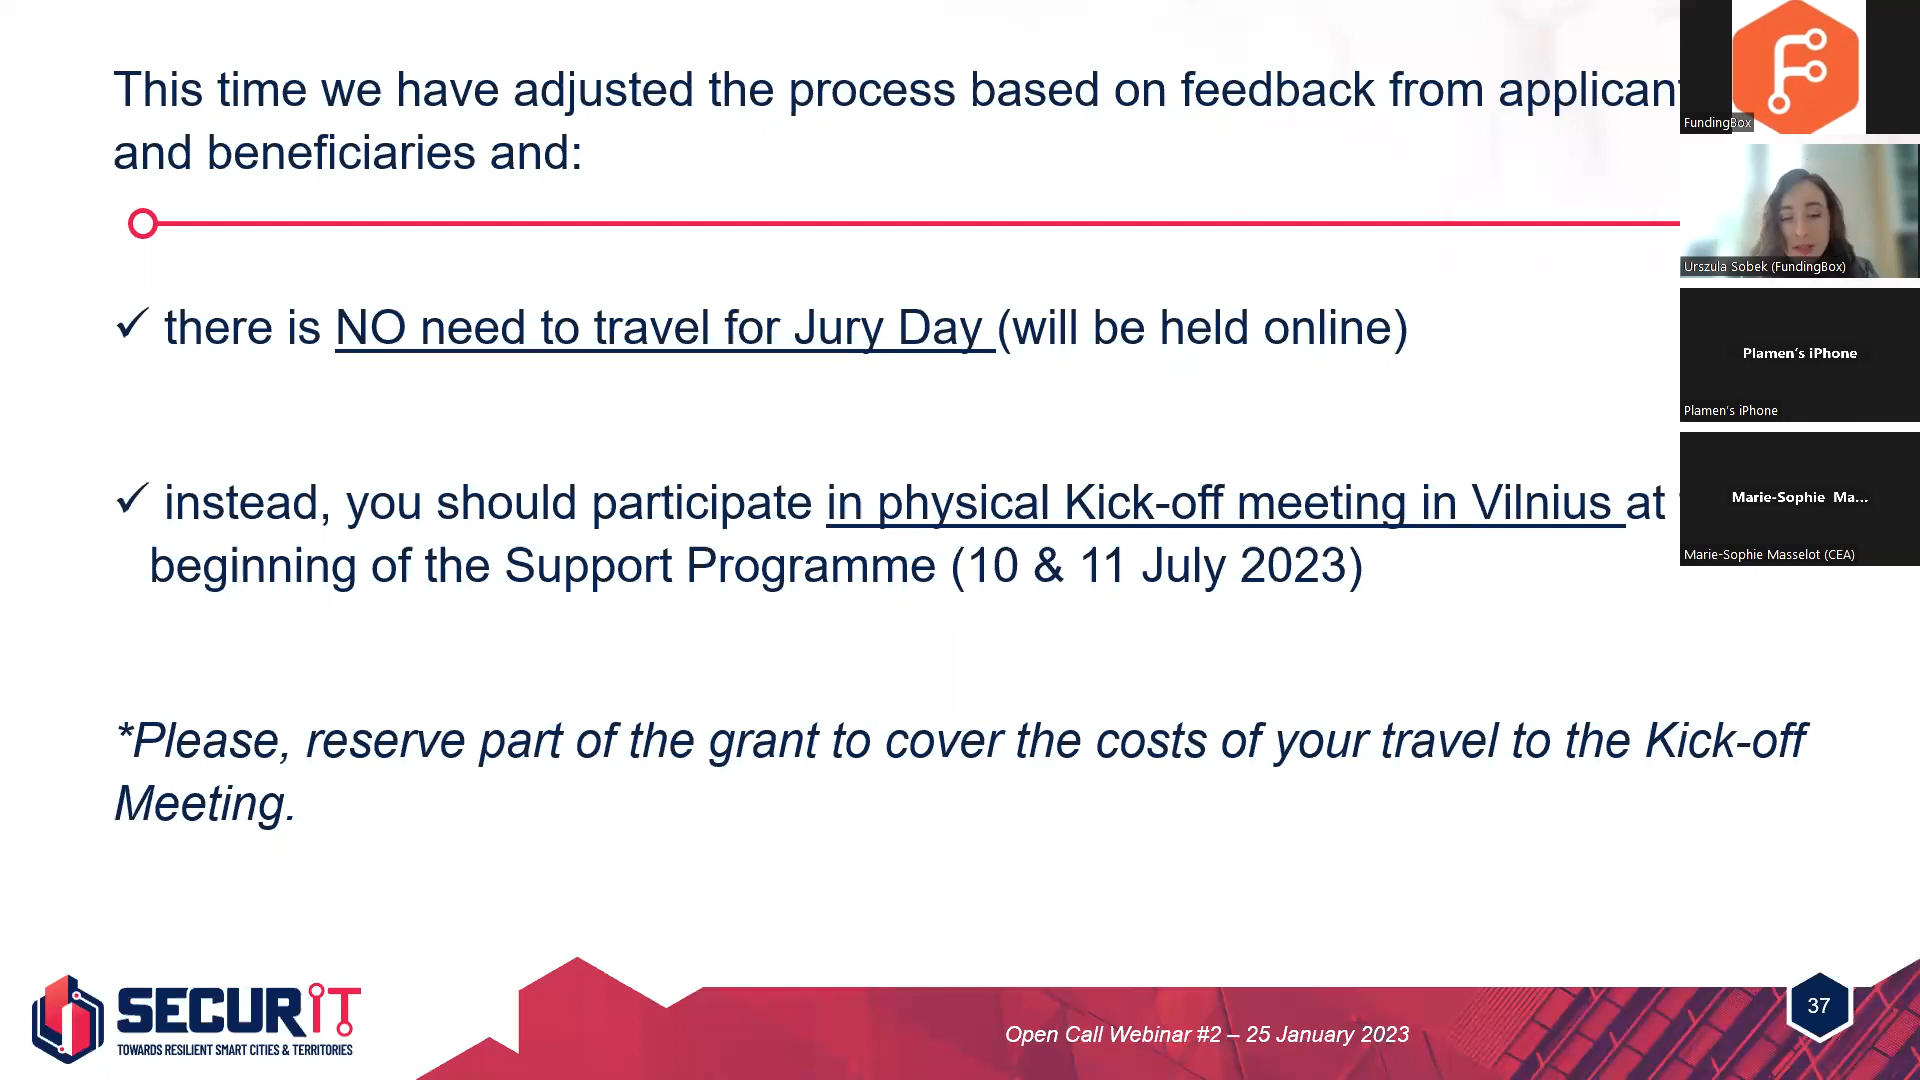 This time we have adjusted the process based on feedback from applicant
and beneficiaries and:
✓ there is NO need to travel for Jury Day (will be held online)
✓ instead, you should participate in physical Kick-off meeting in Vilnius at
beginning of the Support Programme (10 & 11 July 2023)
*Please, reserve part of the grant to cover the costs of your travel to the Kick-off
Meeting.
FundingBox
Urszula Sobek (FundingBox)
Plamen's iPhone
Plamen's iPhone
Marie-Sophie Ma...
Marie-Sophie Masselot (CEA)
SECURIT
TOWARDS RESILIENT SMART CITIES & TERRITORIES
Open Call Webinar #2 – 25 January 2023
37